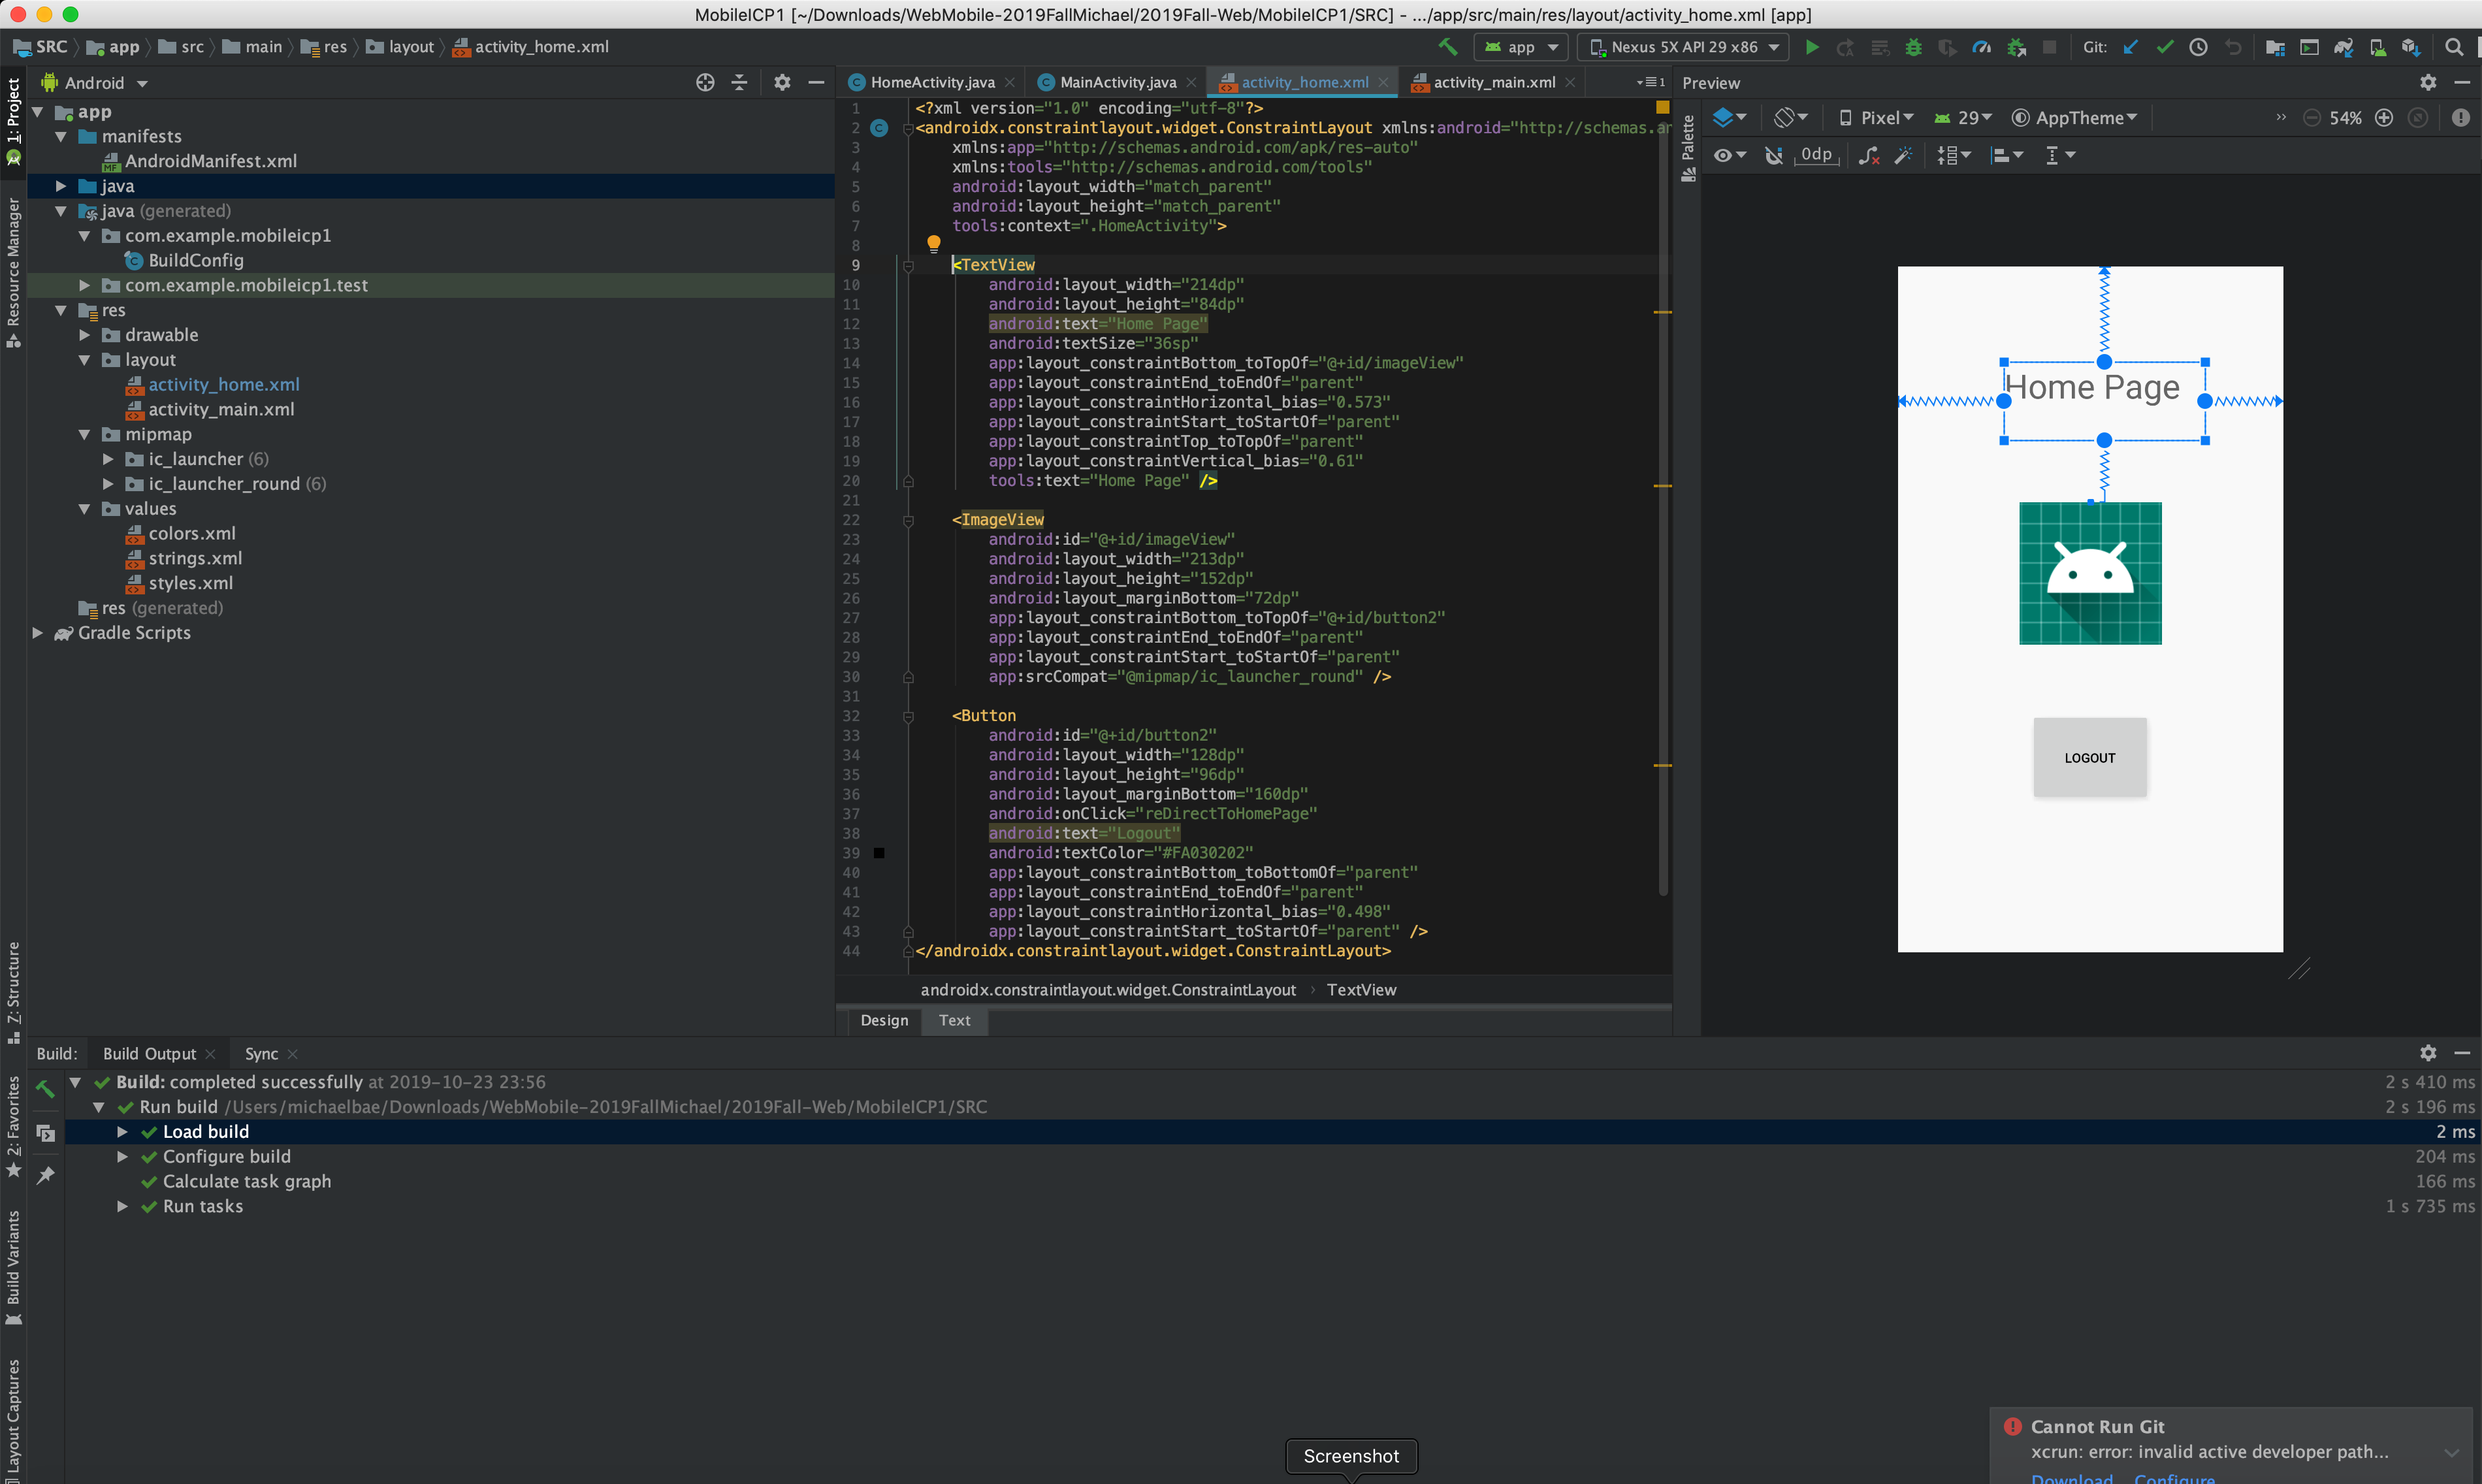 MobileICP1 [~/Downloads/WebMobile-2019FallMichael/2019Fall-Web/MobileICP1/SRC] - .../app/src/main/res/layout/activity_home.xml [app]
SRC app src main res layout activity_home.xml
app Nexus 5X API 29 x86 Git:
1: Project
Resource Manager
7: Structure
2: Favorites
Build Variants
Layout Captures
Android
app
manifests
AndroidManifest.xml
java
java (generated)
com.example.mobileicp1
BuildConfig
com.example.mobileicp1.test
res
drawable
layout
activity_home.xml
activity_main.xml
mipmap
ic_launcher (6)
ic_launcher_round (6)
values
colors.xml
strings.xml
styles.xml
res (generated)
Gradle Scripts
HomeActivity.java MainActivity.java activity_home.xml activity_main.xml 1
1 <?xml version="1.0" encoding="utf-8"?>
2 <androidx.constraintlayout.widget.ConstraintLayout xmlns:android="http://schemas.ar
3 xmlns:app="http://schemas.android.com/apk/res-auto"
4 xmlns:tools="http://schemas.android.com/tools"
5 android:layout_width="match_parent"
6 android:layout_height="match_parent"
7 tools:context=".HomeActivity">
8
9 <TextView
10 android:layout_width="214dp"
11 android:layout_height="84dp"
12 android:text="Home Page"
13 android:textSize="36sp"
14 app:layout_constraintBottom_toTopOf="@+id/imageView"
15 app:layout_constraintEnd_toEndOf="parent"
16 app:layout_constraintHorizontal_bias="0.573"
17 app:layout_constraintStart_toStartOf="parent"
18 app:layout_constraintTop_toTopOf="parent"
19 app:layout_constraintVertical_bias="0.61"
20 tools:text="Home Page" />
21
22 <ImageView
23 android:id="@+id/imageView"
24 android:layout_width="213dp"
25 android:layout_height="152dp"
26 android:layout_marginBottom="72dp"
27 app:layout_constraintBottom_toTopOf="@+id/button2"
28 app:layout_constraintEnd_toEndOf="parent"
29 app:layout_constraintStart_toStartOf="parent"
30 app:srcCompat="@mipmap/ic_launcher_round" />
31
32 <Button
33 android:id="@+id/button2"
34 android:layout_width="128dp"
35 android:layout_height="96dp"
36 android:layout_marginBottom="160dp"
37 android:onClick="reDirectToHomePage"
38 android:text="Logout"
39 android:textColor="#FA030202"
40 app:layout_constraintBottom_toBottomOf="parent"
41 app:layout_constraintEnd_toEndOf="parent"
42 app:layout_constraintHorizontal_bias="0.498"
43 app:layout_constraintStart_toStartOf="parent" />
44 </androidx.constraintlayout.widget.ConstraintLayout>
androidx.constraintlayout.widget.ConstraintLayout › TextView
Design Text
Preview
Palette
Pixel 29 AppTheme » 54%
0dp
Home Page
LOGOUT
Build: Build Output Sync
Build: completed successfully at 2019-10-23 23:56 2 s 410 ms
Run build /Users/michaelbae/Downloads/WebMobile-2019FallMichael/2019Fall-Web/MobileICP1/SRC 2 s 196 ms
Load build 2 ms
Configure build 204 ms
Calculate task graph 166 ms
Run tasks 1 s 735 ms
Cannot Run Git
xcrun: error: invalid active developer path...
Download Configure
Screenshot